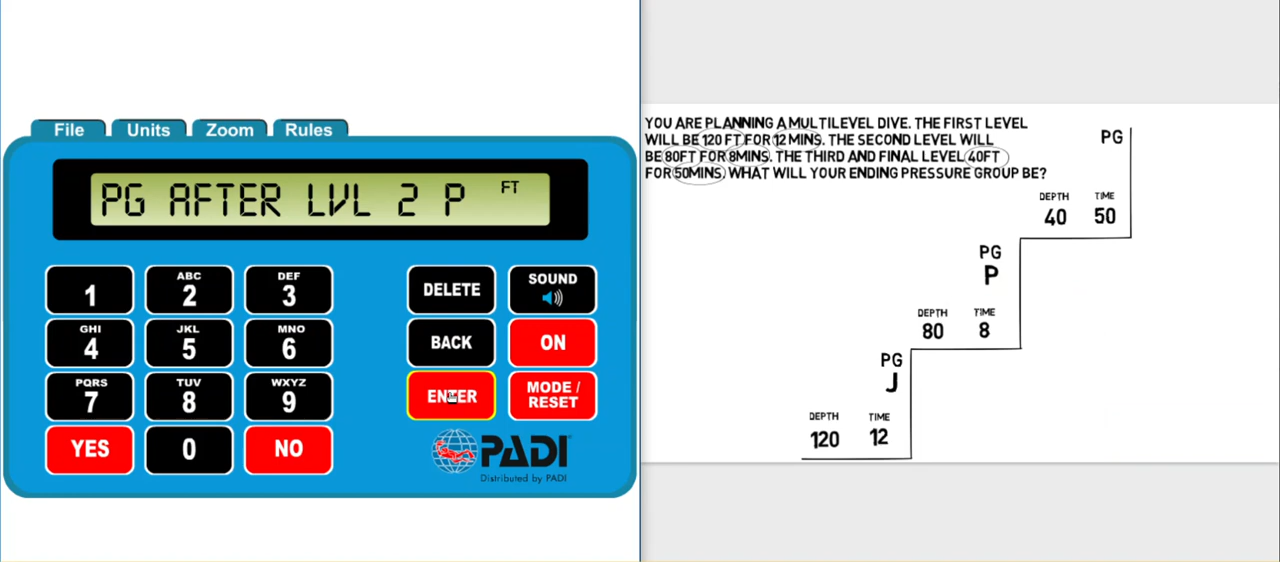 File Units Zoom Rules
PG AFTER LVL 2 P FT
1 ABC 2 DEF 3
DELETE SOUND
GHI 4 JKL 5 MNO 6
BACK ON
PQRS 7 TUV 8 WXYZ 9
ENTER MODE / RESET
YES 0 NO
PADI
Distributed by PADI
YOU ARE PLANNING A MULTILEVEL DIVE. THE FIRST LEVEL
WILL BE 120 FT FOR 12 MINS. THE SECOND LEVEL WILL
BE 80FT FOR 8MINS. THE THIRD AND FINAL LEVEL 40FT
FOR 50MINS. WHAT WILL YOUR ENDING PRESSURE GROUP BE?
PG
DEPTH TIME
40 50
PG
P
DEPTH TIME
80 8
PG
J
DEPTH TIME
120 12